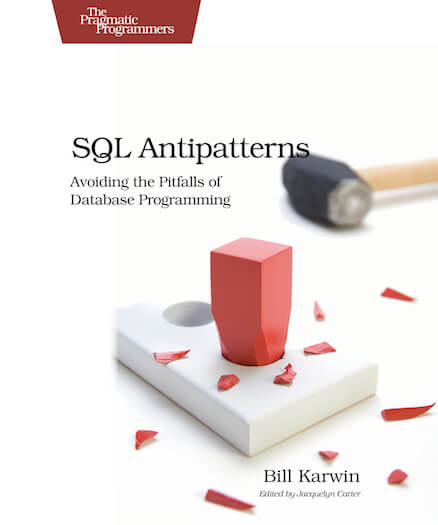 The
Pragmatic
Programmers
SQL Antipatterns
Avoiding the Pitfalls of
Database Programming
Bill Karwin
Edited by Jacquelyn Carter